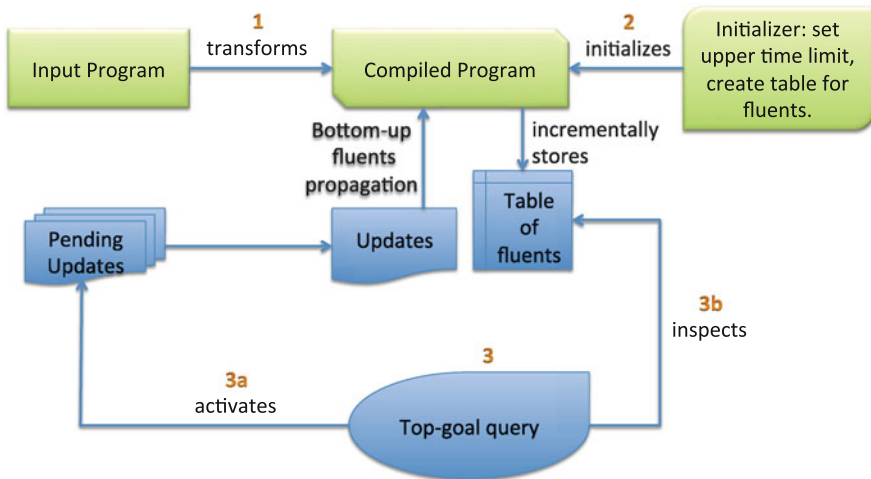 1
transforms
2
initializes
Input Program
Compiled Program
Initializer: set
upper time limit,
create table for
fluents.
Bottom-up
fluents
propagation
incrementally
stores
Pending
Updates
Updates
Table
of
fluents
3b
inspects
3
3a
activates
Top-goal query